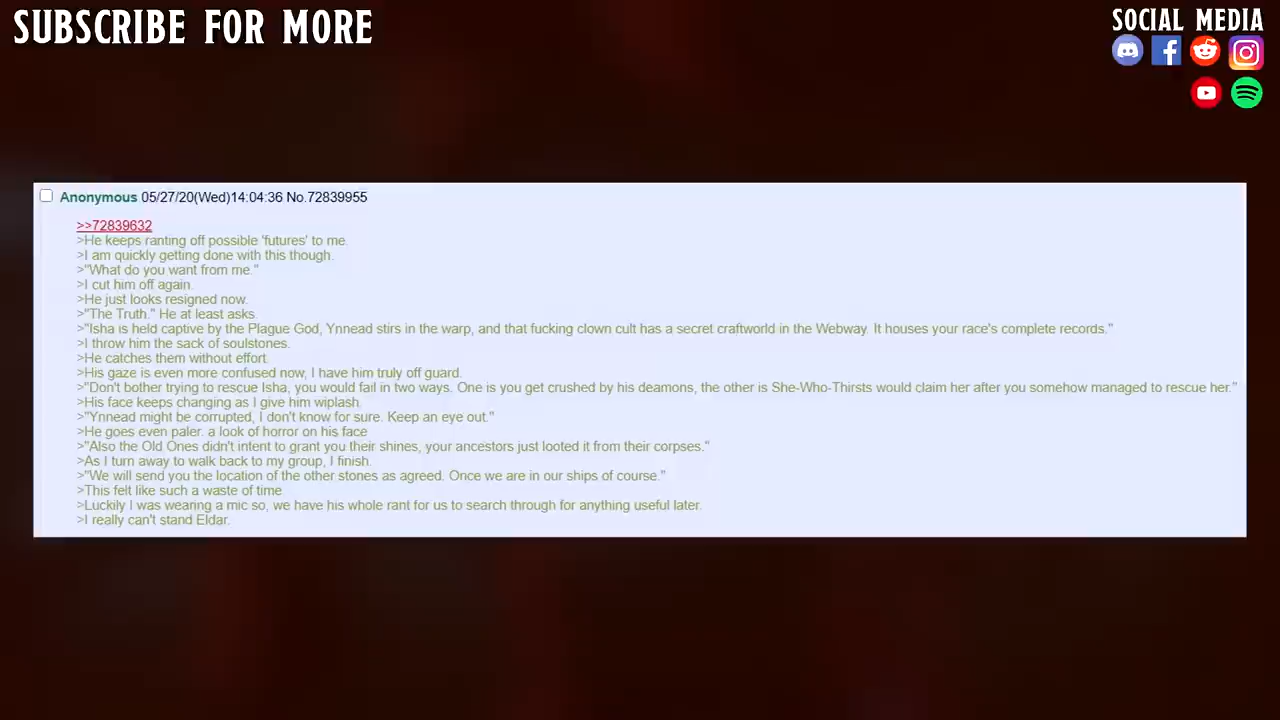 SUBSCRIBE FOR MORE
SOCIAL MEDIA
Anonymous 05/27/20(Wed)14:04:36 No.72839955
>>72839632
>He keeps ranting off possible 'futures' to me.
>I am quickly getting done with this though.
>"What do you want from me."
>I cut him off again.
>He just looks resigned now.
>"The Truth." He at least asks.
>"Isha is held captive by the Plague God, Ynnead stirs in the warp, and that fucking clown cult has a secret craftworld in the Webway. It houses your race's complete records."
>I throw him the sack of soulstones.
>He catches them without effort.
>His gaze is even more confused now, I have him truly off guard.
>"Don't bother trying to rescue Isha, you would fail in two ways. One is you get crushed by his deamons, the other is She-Who-Thirsts would claim her after you somehow managed to rescue her."
>His face keeps changing as I give him wiplash.
>"Ynnead might be corrupted, I don't know for sure. Keep an eye out."
>He goes even paler. a look of horror on his face
>"Also the Old Ones didn't intent to grant you their shines, your ancestors just looted it from their corpses."
>As I turn away to walk back to my group, I finish.
>"We will send you the location of the other stones as agreed. Once we are in our ships of course."
>This felt like such a waste of time
>Luckily I was wearing a mic so, we have his whole rant for us to search through for anything useful later.
>I really can't stand Eldar.